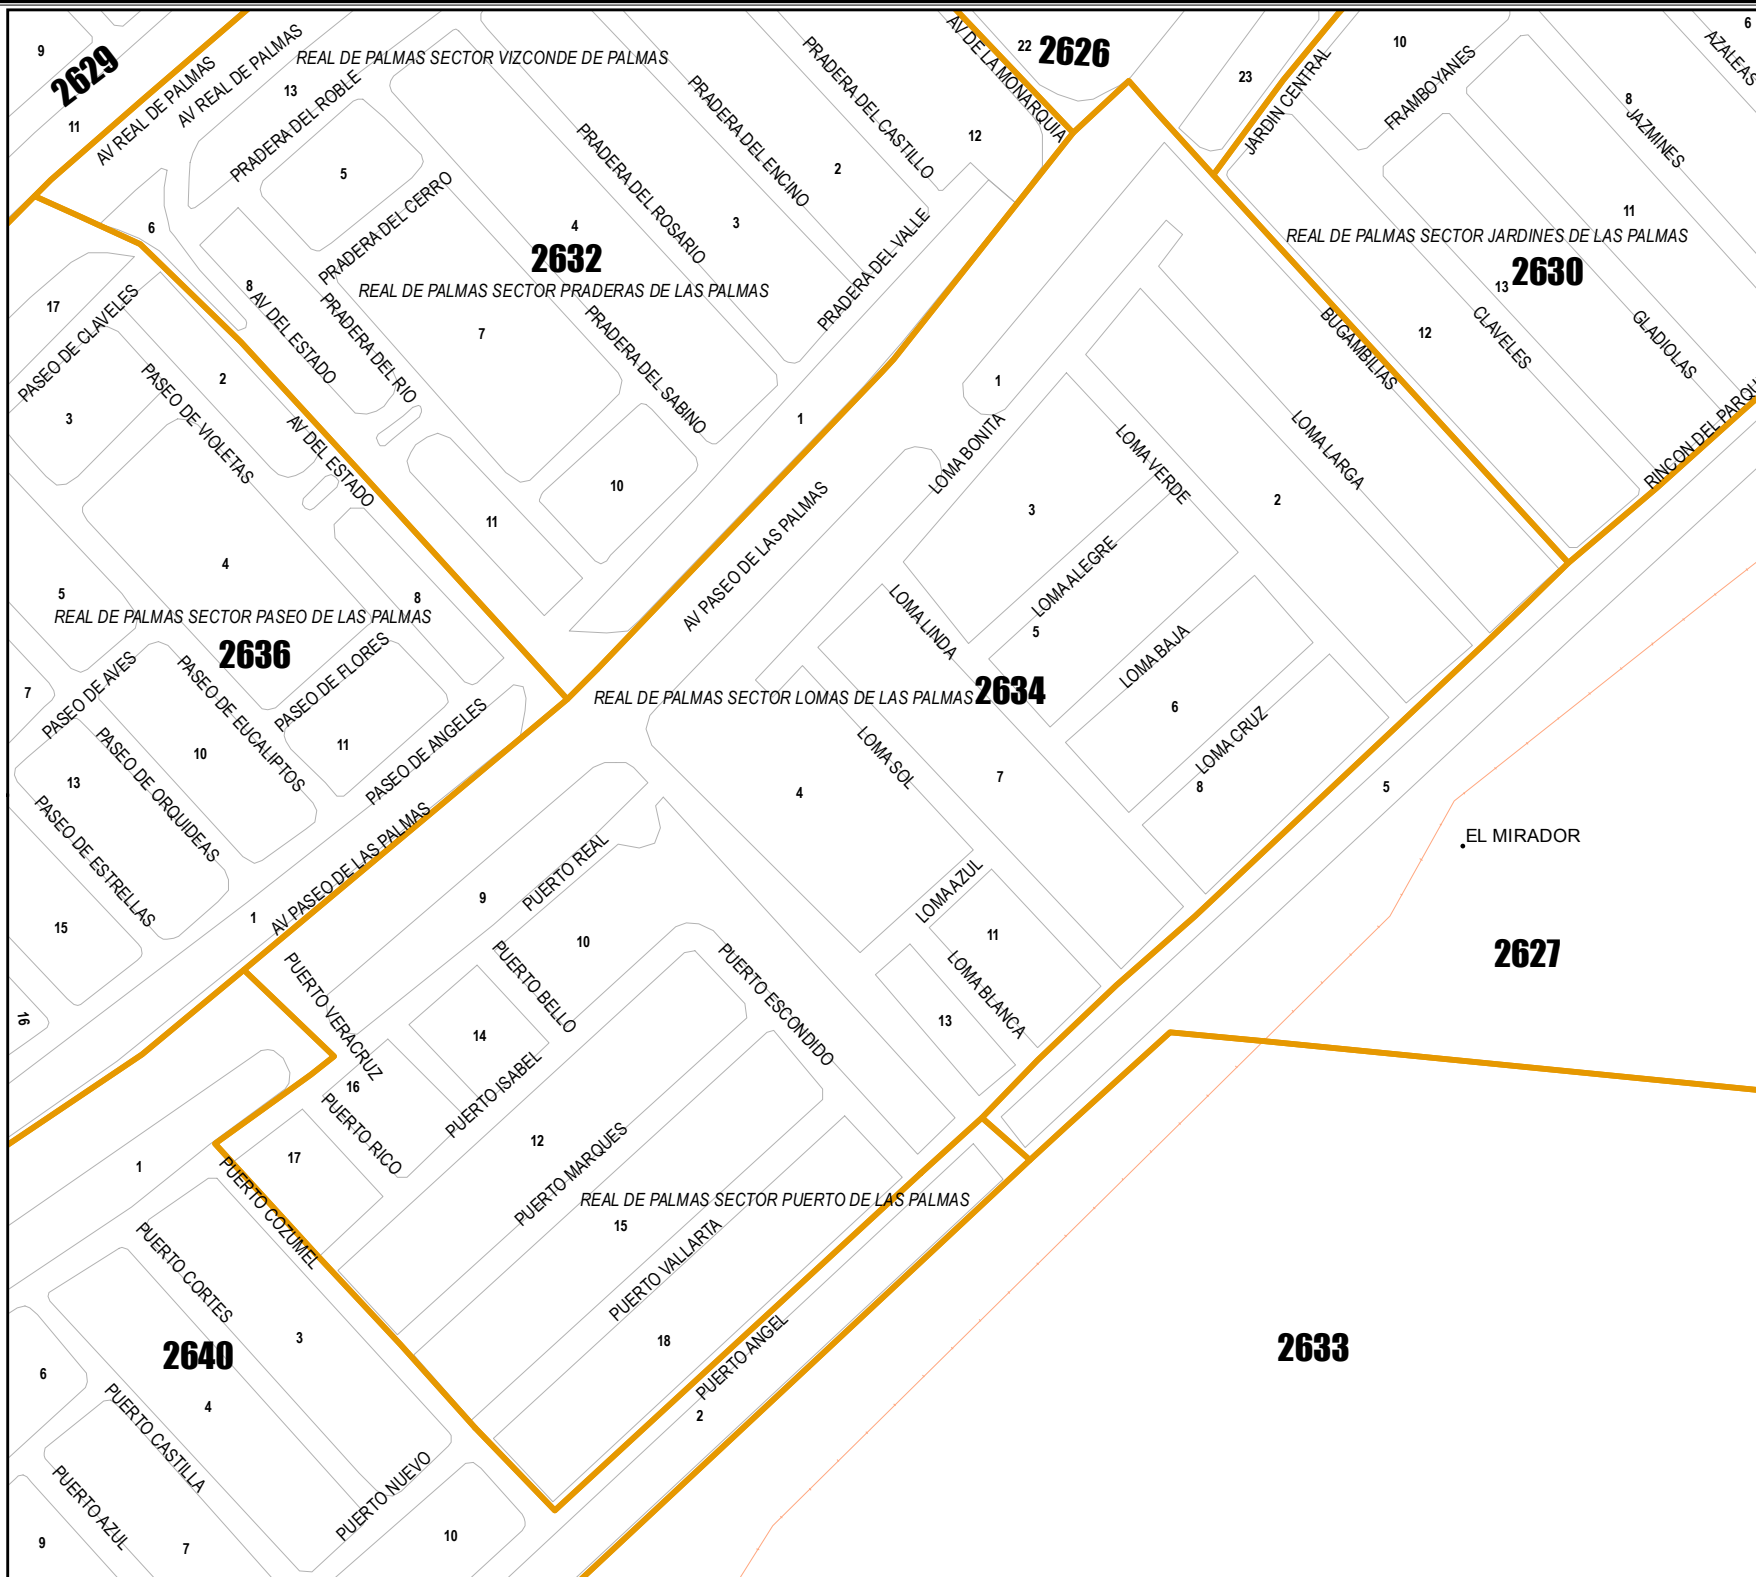 9
2629
11
AV REAL DE PALMAS
AV REAL DE PALMAS
REAL DE PALMAS SECTOR VIZCONDE DE PALMAS
13
PRADERA DEL ROBLE
5
PRADERA DEL CERRO
PRADERA DEL ROSARIO
PRADERA DEL ENCINO
PRADERA DEL CASTILLO
AV DE LA MONARQUIA
22
2626
23
JARDIN CENTRAL
10
FRAMBOYANES
8
JAZMINES
AZALEAS
6
12
2
3
4
2632
REAL DE PALMAS SECTOR PRADERAS DE LAS PALMAS
7
PRADERA DEL VALLE
PRADERA DEL SABINO
PRADERA DEL RIO
6
8
AV DEL ESTADO
AV DEL ESTADO
17
PASEO DE CLAVELES
3
2
PASEO DE VIOLETAS
10
11
1
11
REAL DE PALMAS SECTOR JARDINES DE LAS PALMAS
2630
13
12
CLAVELES
GLADIOLAS
BUGAMBILIAS
RINCON DEL PARQU
1
LOMA BONITA
LOMA VERDE
LOMA LARGA
2
3
LOMA ALEGRE
AV PASEO DE LAS PALMAS
LOMA LINDA
5
LOMA BAJA
6
LOMA CRUZ
8
5
4
5
8
REAL DE PALMAS SECTOR PASEO DE LAS PALMAS
2636
7
PASEO DE AVES
PASEO DE EUCALIPTOS
PASEO DE FLORES
PASEO DE ANGELES
11
10
13
PASEO DE ORQUIDEAS
PASEO DE ESTRELLAS
15
16
1
AV PASEO DE LAS PALMAS
REAL DE PALMAS SECTOR LOMAS DE LAS PALMAS
2634
LOMA SOL
7
4
LOMA AZUL
11
LOMA BLANCA
13
EL MIRADOR
2627
PUERTO REAL
9
10
PUERTO VERACRUZ
PUERTO BELLO
PUERTO ESCONDIDO
14
16
PUERTO ISABEL
PUERTO RICO
12
17
1
PUERTO COZUMEL
PUERTO MARQUES
REAL DE PALMAS SECTOR PUERTO DE LAS PALMAS
15
PUERTO VALLARTA
18
PUERTO ANGEL
2
2633
PUERTO CORTES
3
2640
6
4
PUERTO CASTILLA
PUERTO AZUL
PUERTO NUEVO
9
7
10